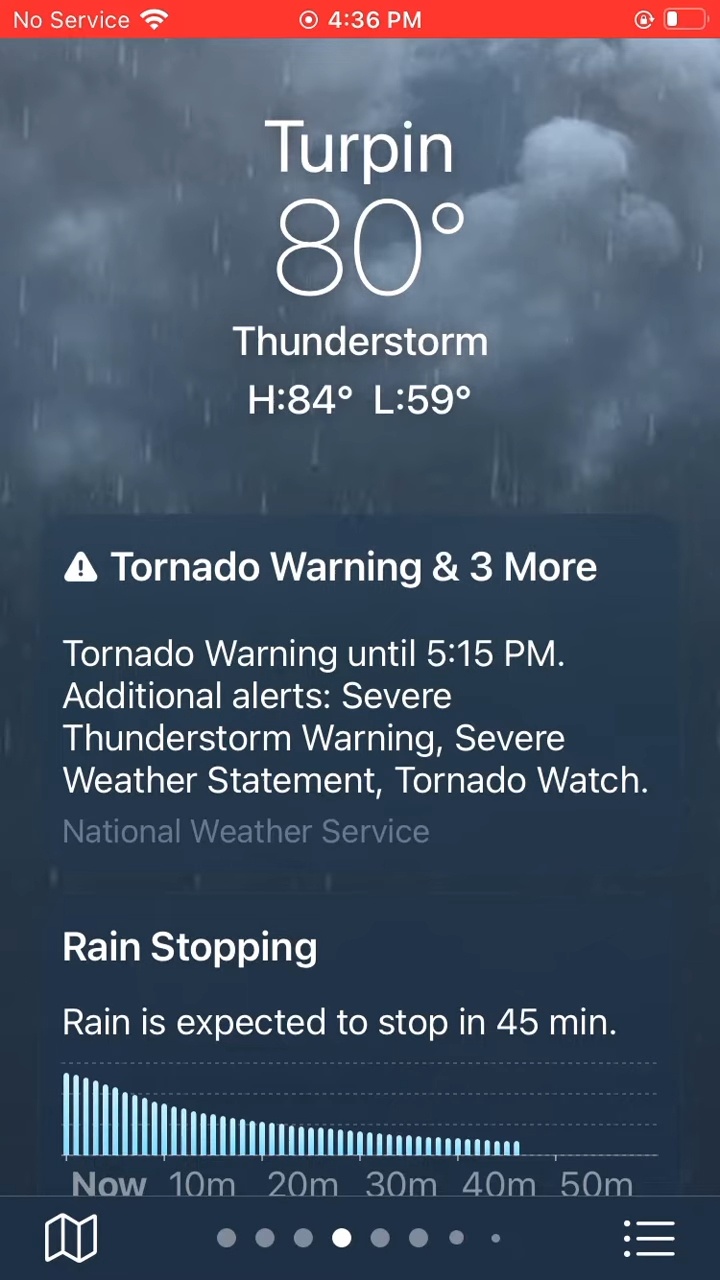 No Service 4:36 PM
Turpin
80°
Thunderstorm
H:84° L:59°
Tornado Warning & 3 More
Tornado Warning until 5:15 PM.
Additional alerts: Severe
Thunderstorm Warning, Severe
Weather Statement, Tornado Watch.
National Weather Service
Rain Stopping
Rain is expected to stop in 45 min.
Now 10m 20m 30m 40m 50m